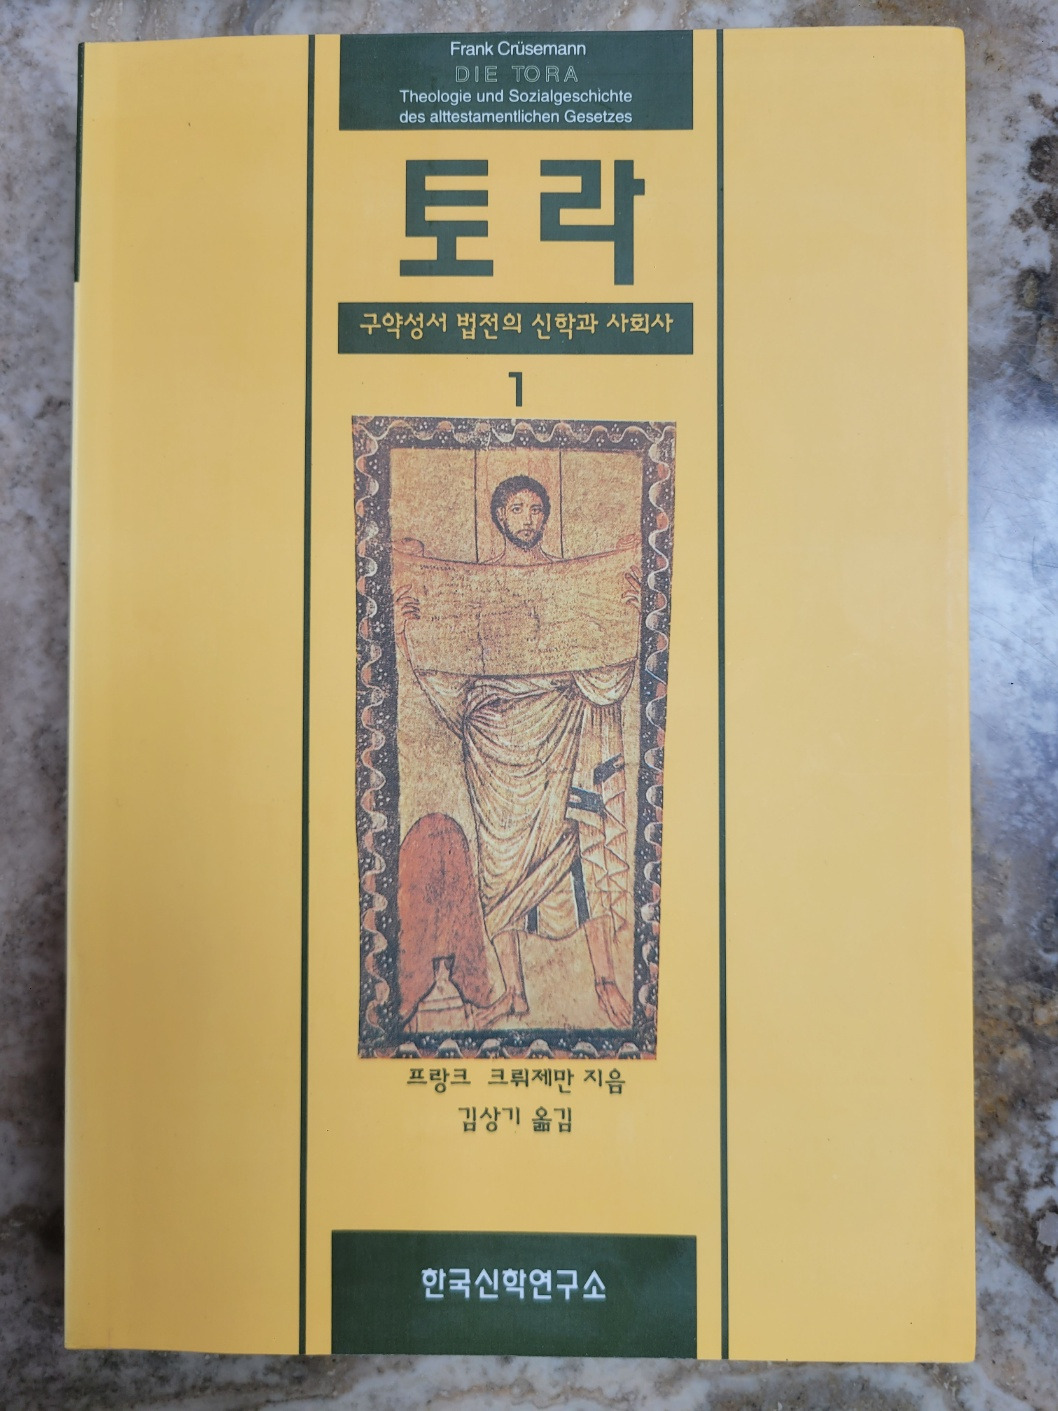 Frank Crüsemann
DIE TORA
Theologie und Sozialgeschichte
des alttestamentlichen Gesetzes
토라
구약성서 법전의 신학과 사회사
1
프랑크 크뤼제만 지음
김상기 옮김
한국신학연구소